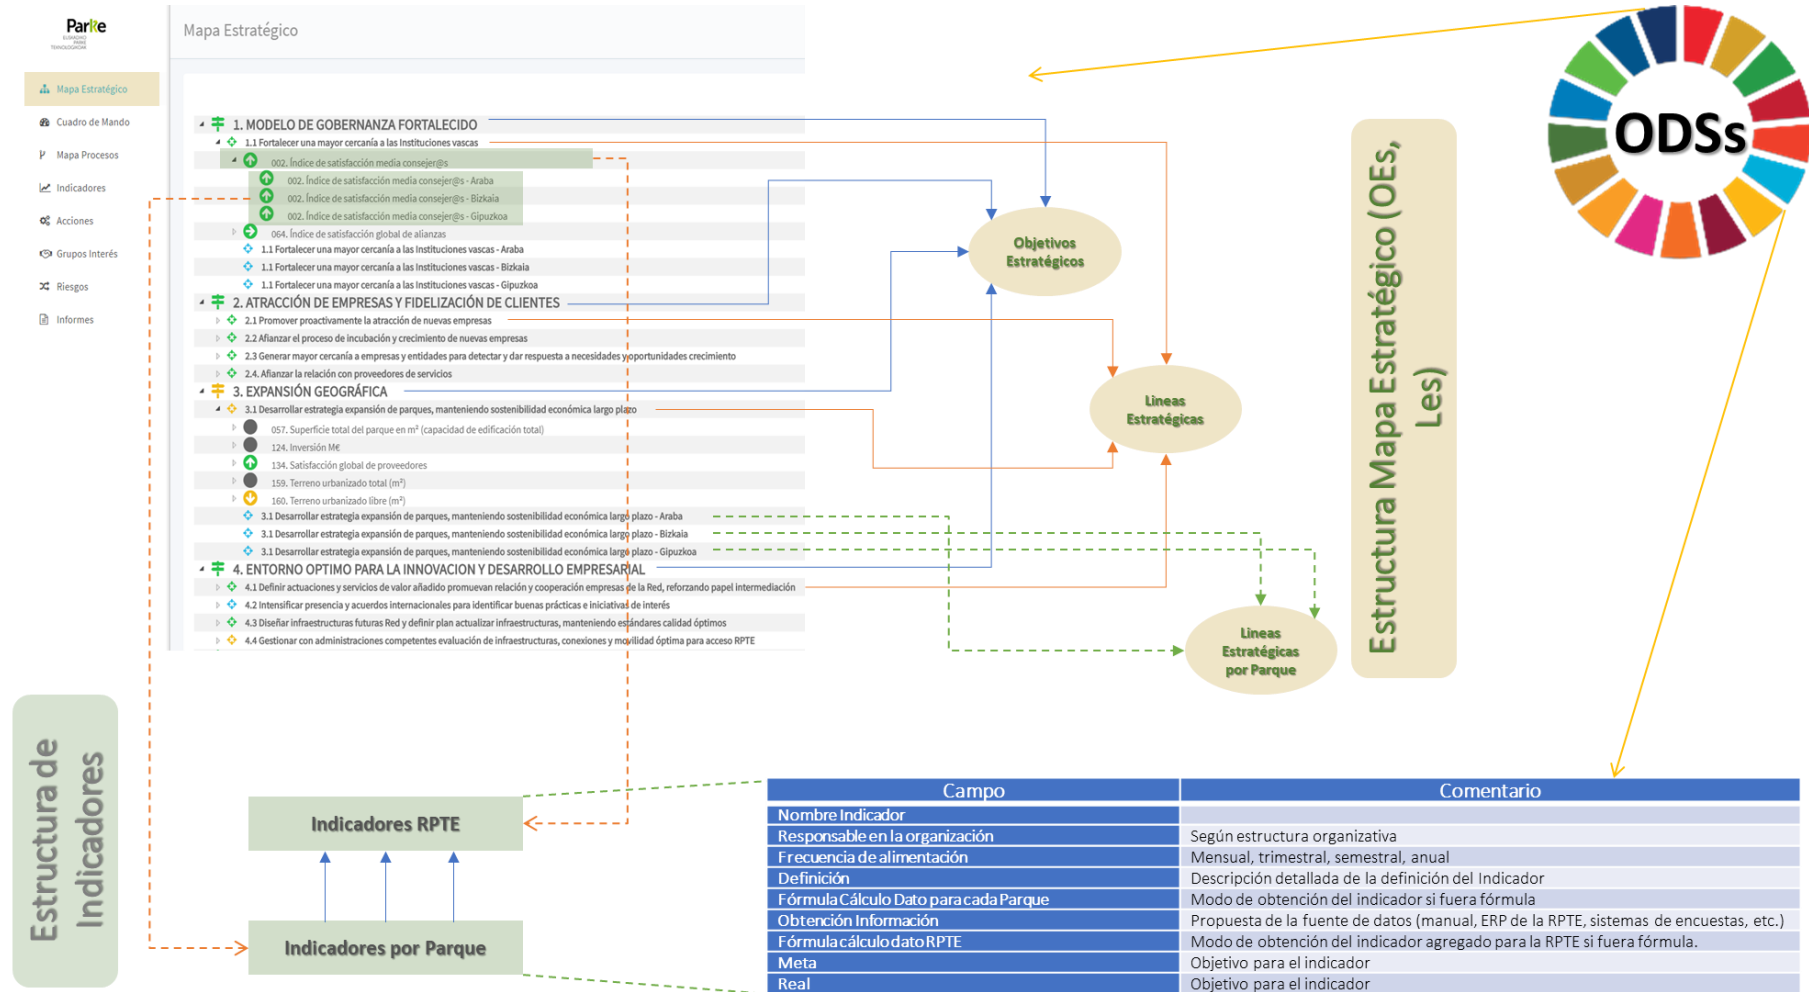 Parke
EUSKADIKO
PARKE
TEKNOLOGIKOAK
Mapa Estratégico
Mapa Estratégico
Cuadro de Mando
Mapa Procesos
Indicadores
Acciones
Grupos Interés
Riesgos
Informes
1. MODELO DE GOBERNANZA FORTALECIDO
1.1 Fortalecer una mayor cercanía a las Instituciones vascas
002. Índice de satisfacción media consejer@s
002. Índice de satisfacción media consejer@s - Araba
002. Índice de satisfacción media consejer@s - Bizkaia
002. Índice de satisfacción media consejer@s - Gipuzkoa
064. Índice de satisfacción global de alianzas
1.1 Fortalecer una mayor cercanía a las Instituciones vascas - Araba
1.1 Fortalecer una mayor cercanía a las Instituciones vascas - Bizkaia
1.1 Fortalecer una mayor cercanía a las Instituciones vascas - Gipuzkoa
2. ATRACCIÓN DE EMPRESAS Y FIDELIZACIÓN DE CLIENTES
2.1 Promover proactivamente la atracción de nuevas empresas
2.2 Afianzar el proceso de incubación y crecimiento de nuevas empresas
2.3 Generar mayor cercanía a empresas y entidades para detectar y dar respuesta a necesidades y oportunidades crecimiento
2.4. Afianzar la relación con proveedores de servicios
3. EXPANSIÓN GEOGRÁFICA
3.1 Desarrollar estrategia expansión de parques, manteniendo sostenibilidad económica largo plazo
057. Superficie total del parque en m² (capacidad de edificación total)
124. Inversión M€
134. Satisfacción global de proveedores
159. Terreno urbanizado total (m²)
160. Terreno urbanizado libre (m²)
3.1 Desarrollar estrategia expansión de parques, manteniendo sostenibilidad económica largo plazo - Araba
3.1 Desarrollar estrategia expansión de parques, manteniendo sostenibilidad económica largo plazo - Bizkaia
3.1 Desarrollar estrategia expansión de parques, manteniendo sostenibilidad económica largo plazo - Gipuzkoa
4. ENTORNO OPTIMO PARA LA INNOVACION Y DESARROLLO EMPRESARIAL
4.1 Definir actuaciones y servicios de valor añadido promuevan relación y cooperación empresas de la Red, reforzando papel intermediación
4.2 Intensificar presencia y acuerdos internacionales para identificar buenas prácticas e iniciativas de interés
4.3 Diseñar infraestructuras futuras Red y definir plan actualizar infraestructuras, manteniendo estándares calidad óptimos
4.4 Gestionar con administraciones competentes evaluación de infraestructuras, conexiones y movilidad óptima para acceso RPTE
Objetivos
Estratégicos
Lineas
Estratégicas
Lineas
Estratégicas
por Parque
Estructura Mapa Estratégico (OEs,
Les)
ODSs
Estructura de
Indicadores
Indicadores RPTE
Indicadores por Parque
Campo Comentario
Nombre Indicador
Responsable en la organización Según estructura organizativa
Frecuencia de alimentación Mensual, trimestral, semestral, anual
Definición Descripción detallada de la definición del Indicador
Fórmula Cálculo Dato para cada Parque Modo de obtención del indicador si fuera fórmula
Obtención Información Propuesta de la fuente de datos (manual, ERP de la RPTE, sistemas de encuestas, etc.)
Fórmula cálculo dato RPTE Modo de obtención del indicador agregado para la RPTE si fuera fórmula.
Meta Objetivo para el indicador
Real Objetivo para el indicador